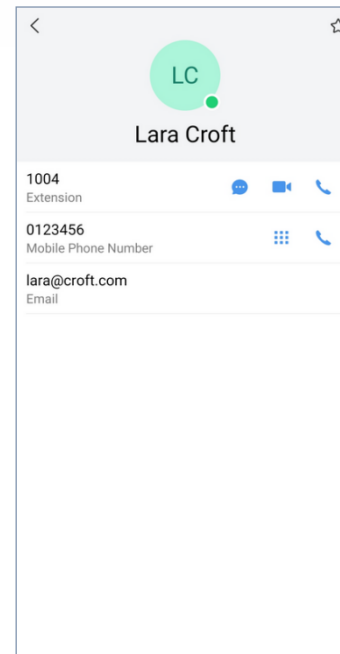 LC
Lara Croft
1004
Extension
0123456
Mobile Phone Number
lara@croft.com
Email